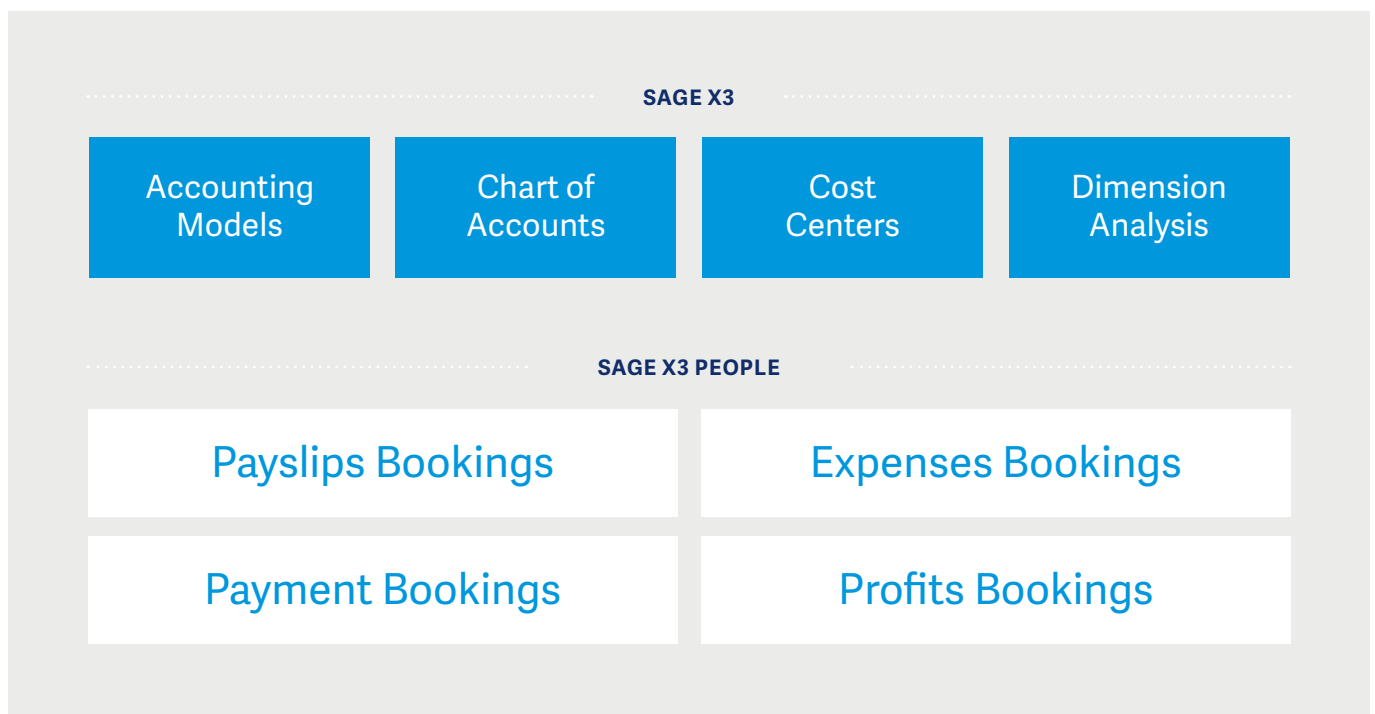 SAGE X3
Accounting
Models
Chart of
Accounts
Cost
Centers
Dimension
Analysis
SAGE X3 PEOPLE
Payslips Bookings
Expenses Bookings
Payment Bookings
Profits Bookings